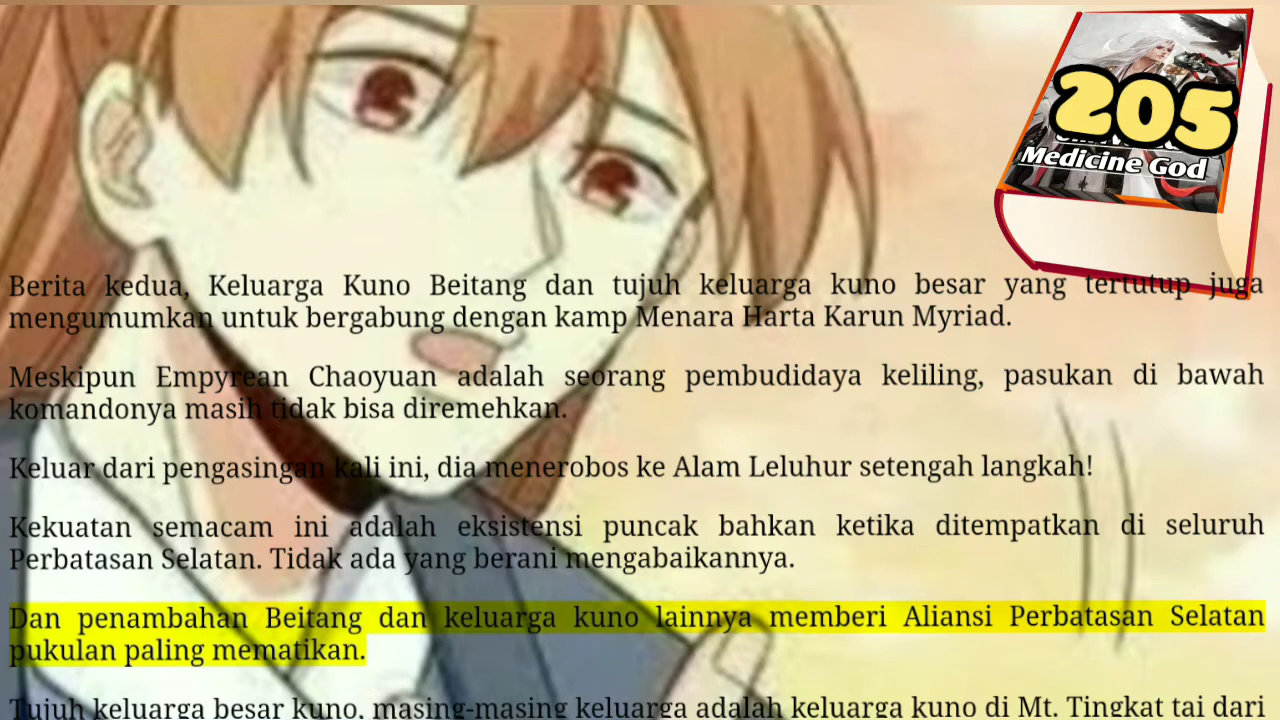 205
Medicine God
Berita kedua, Keluarga Kuno Beitang dan tujuh keluarga kuno besar yang tertutup juga
mengumumkan untuk bergabung dengan kamp Menara Harta Karun Myriad.
Meskipun Empyrean Chaoyuan adalah seorang pembudidaya keliling, pasukan di bawah
komandonya masih tidak bisa diremehkan.
Keluar dari pengasingan kali ini, dia menerobos ke Alam Leluhur setengah langkah!
Kekuatan semacam ini adalah eksistensi puncak bahkan ketika ditempatkan di seluruh
Perbatasan Selatan. Tidak ada yang berani mengabaikannya.
Dan penambahan Beitang dan keluarga kuno lainnya memberi Aliansi Perbatasan Selatan
pukulan paling mematikan.
Tujuh keluarga besar kuno, masing-masing keluarga adalah keluarga kuno di Mt. Tingkat tai dari